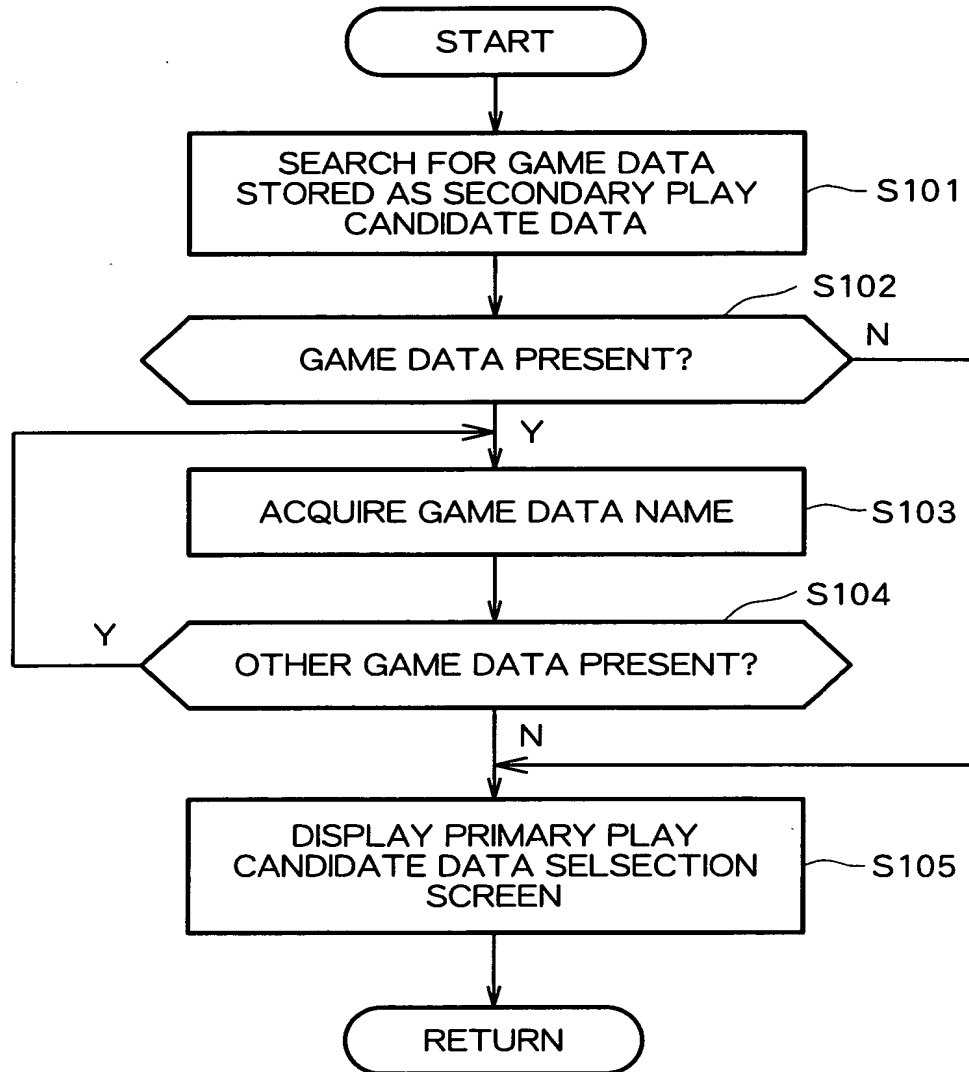 START
SEARCH FOR GAME DATA
STORED AS SECONDARY PLAY
CANDIDATE DATA
S101
S102
GAME DATA PRESENT?
N
Y
ACQUIRE GAME DATA NAME
S103
S104
Y
OTHER GAME DATA PRESENT?
N
DISPLAY PRIMARY PLAY
CANDIDATE DATA SELSECTION
SCREEN
S105
RETURN